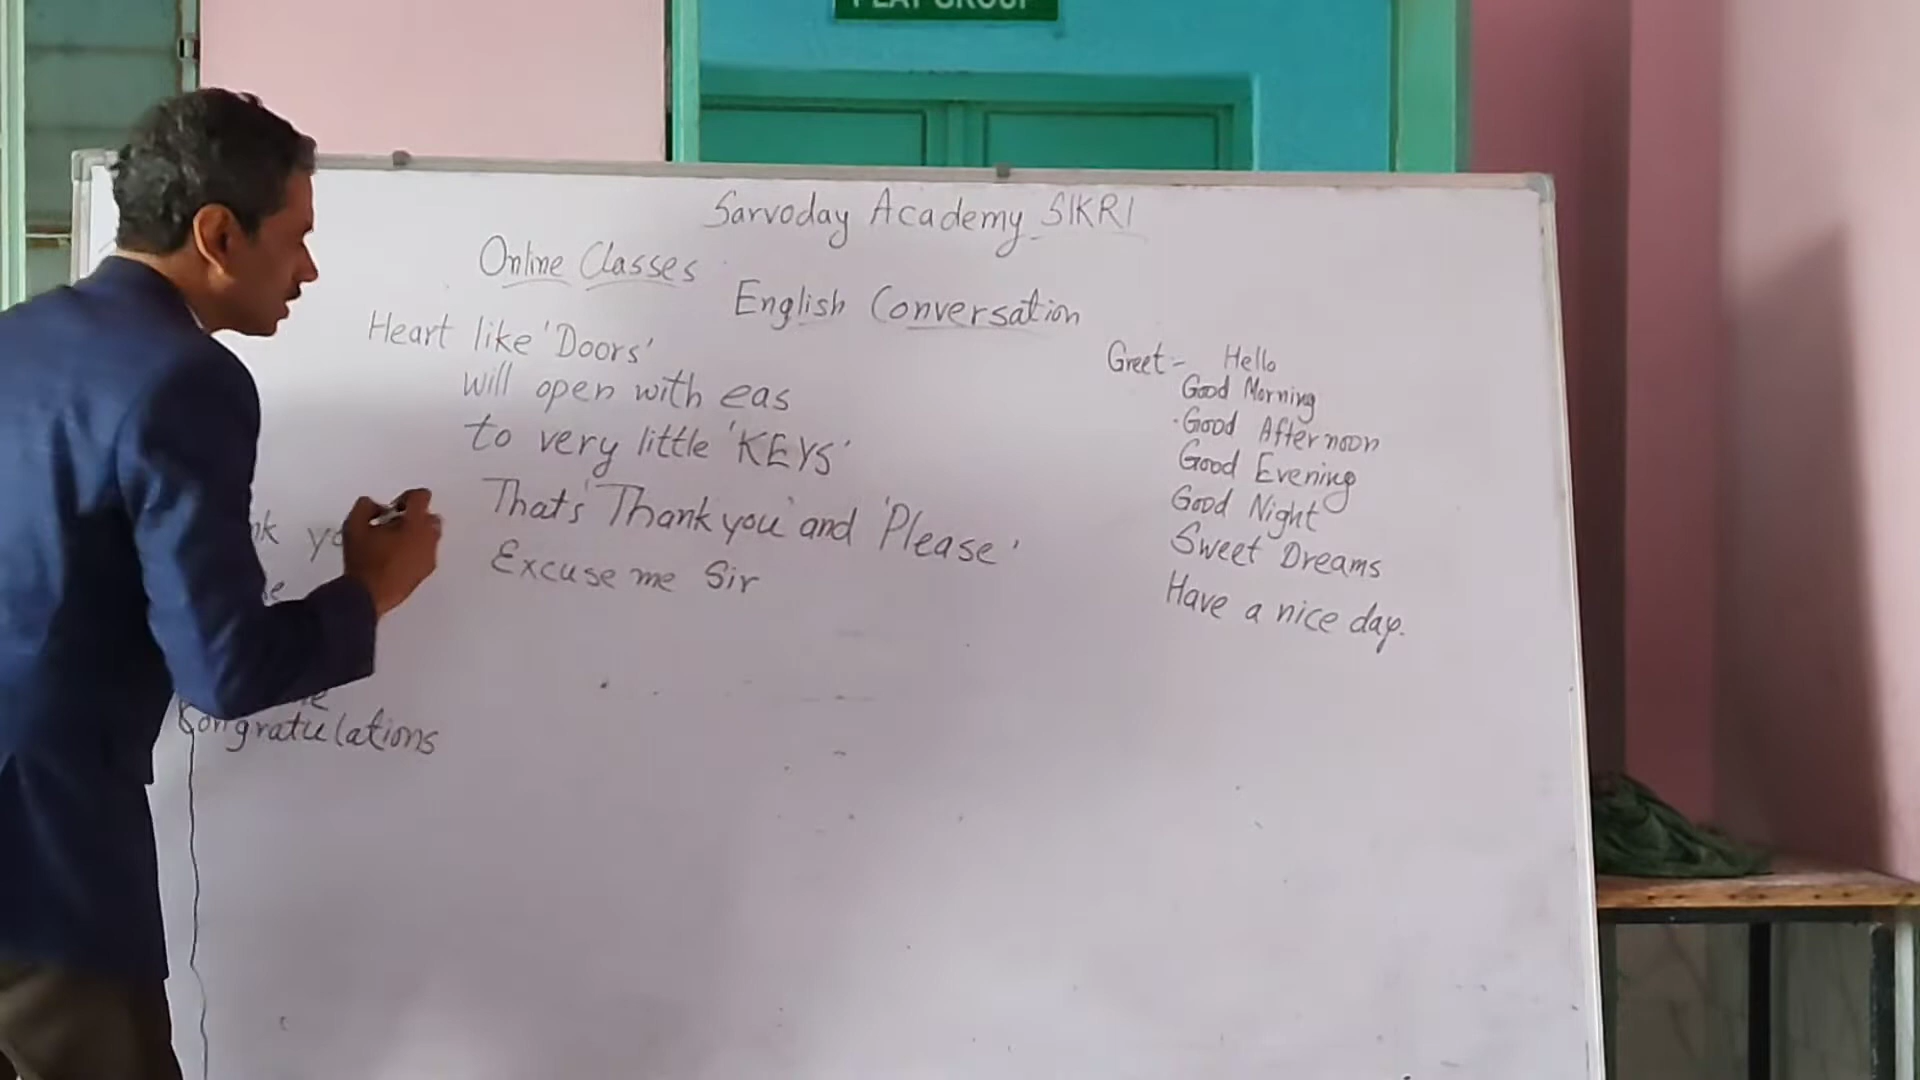 PLAY GROUP
Sarvoday Academy SIKRI
Online Classes
English Conversation
Heart like 'Doors'
will open with eas
to very little 'KEYS'
That's 'Thank you' and 'Please'
Excuse me Sir
Congratulations
Greet:- Hello
Good Morning
Good Afternoon
Good Evening
Good Night
Sweet Dreams
Have a nice day.